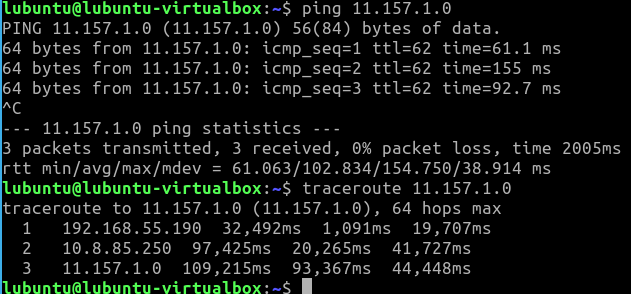 lubuntu@lubuntu-virtualbox:~$ ping 11.157.1.0
PING 11.157.1.0 (11.157.1.0) 56(84) bytes of data.
64 bytes from 11.157.1.0: icmp_seq=1 ttl=62 time=61.1 ms
64 bytes from 11.157.1.0: icmp_seq=2 ttl=62 time=155 ms
64 bytes from 11.157.1.0: icmp_seq=3 ttl=62 time=92.7 ms
^C
--- 11.157.1.0 ping statistics ---
3 packets transmitted, 3 received, 0% packet loss, time 2005ms
rtt min/avg/max/mdev = 61.063/102.834/154.750/38.914 ms
lubuntu@lubuntu-virtualbox:~$ traceroute 11.157.1.0
traceroute to 11.157.1.0 (11.157.1.0), 64 hops max
1 192.168.55.190 32,492ms 1,091ms 19,707ms
2 10.8.85.250 97,425ms 20,265ms 41,727ms
3 11.157.1.0 109,215ms 93,367ms 44,448ms
lubuntu@lubuntu-virtualbox:~$